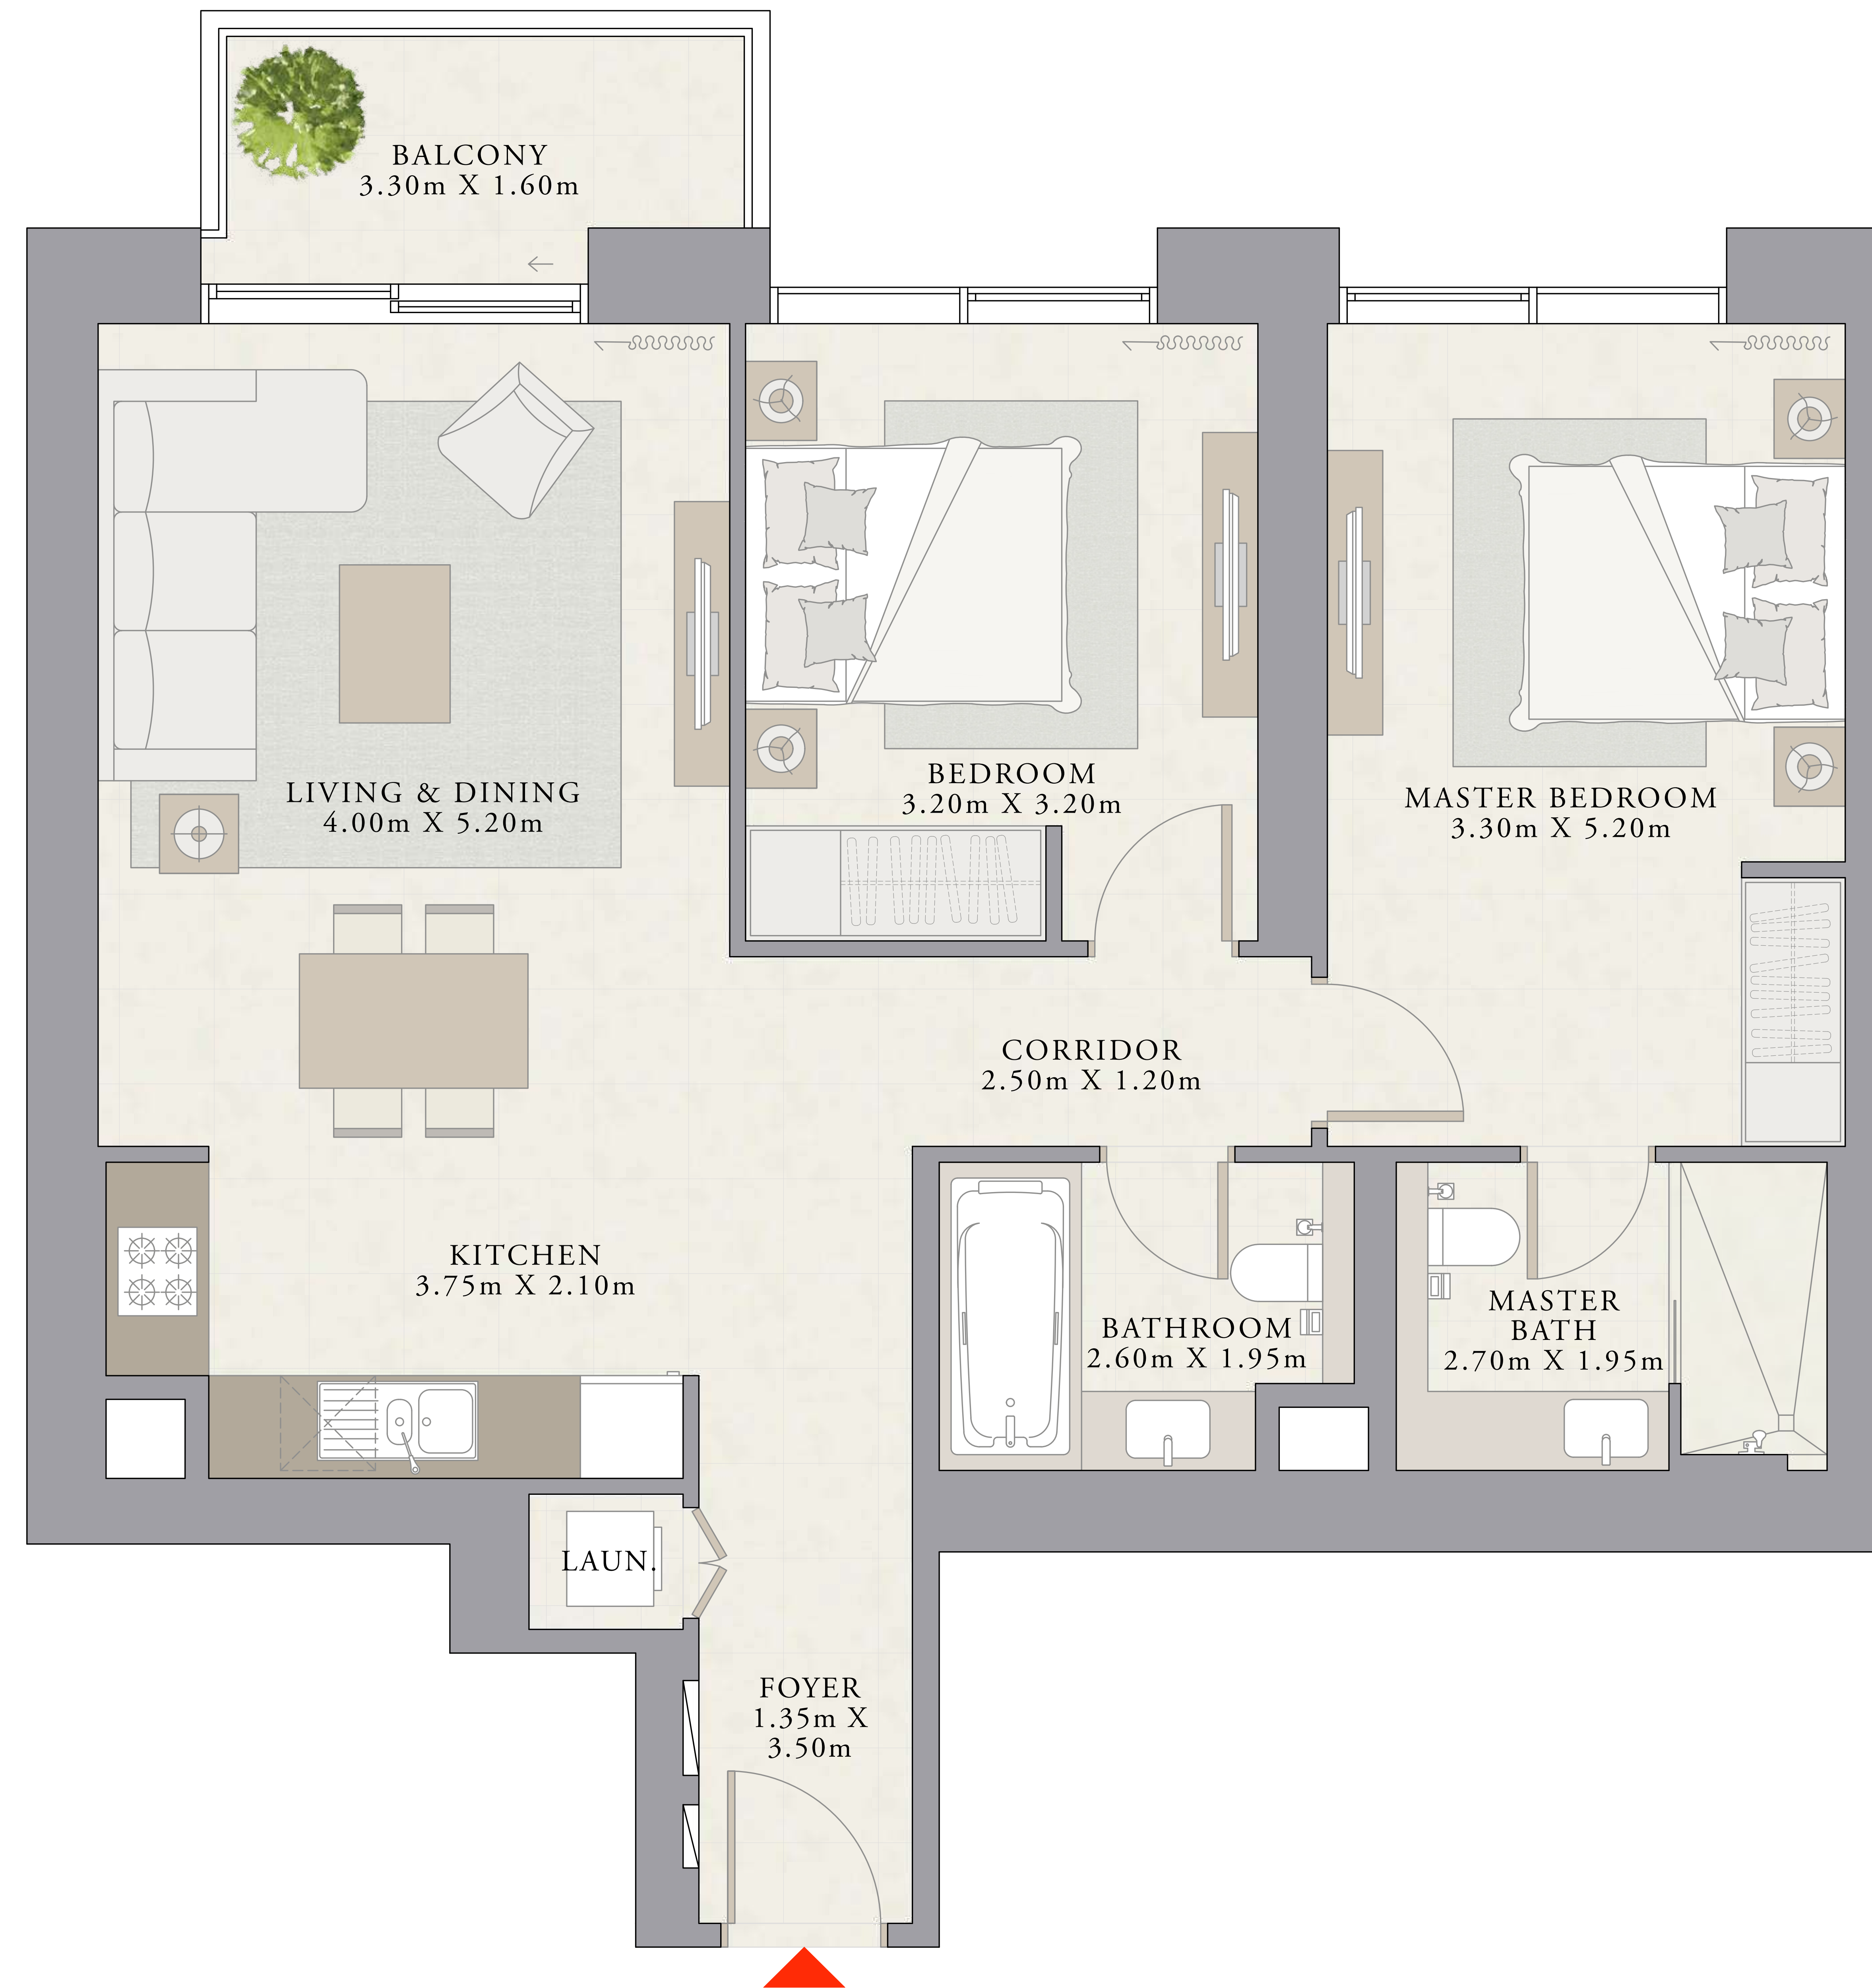 BALCONY
3.30m X 1.60m
LIVING & DINING
4.00m X 5.20m
BEDROOM
3.20m X 3.20m
MASTER BEDROOM
3.30m X 5.20m
CORRIDOR
2.50m X 1.20m
KITCHEN
3.75m X 2.10m
BATHROOM
2.60m X 1.95m
MASTER
BATH
2.70m X 1.95m
LAUN.
FOYER
1.35m X
3.50m